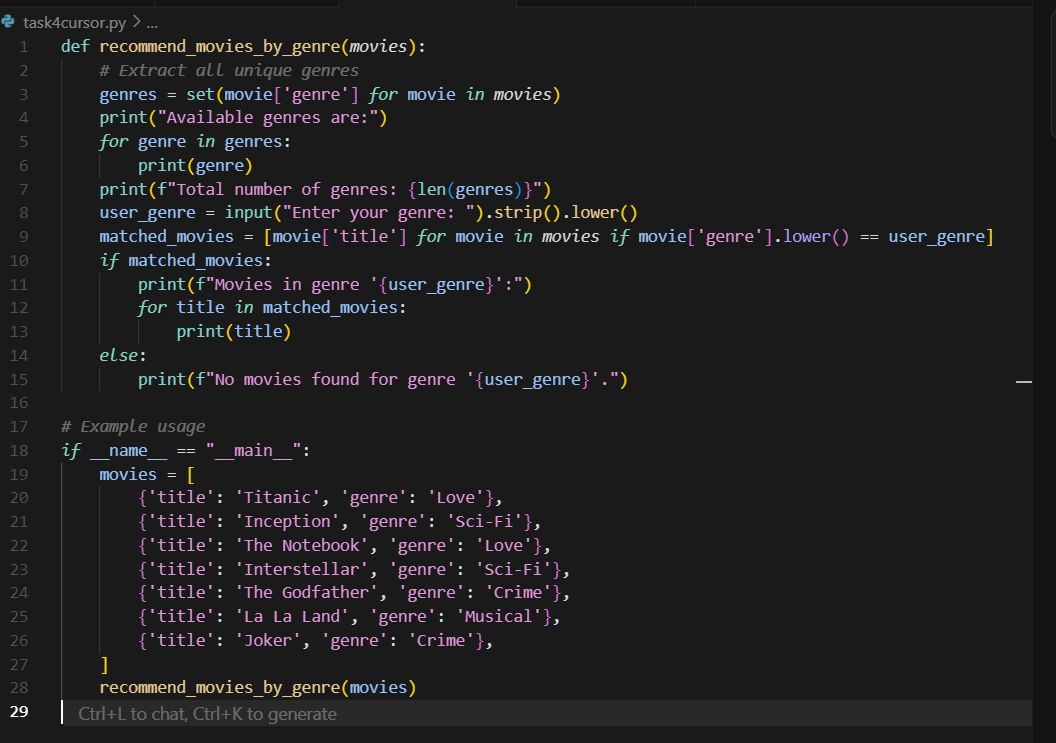 task4cursor.py > ...
1 def recommend_movies_by_genre(movies):
2     # Extract all unique genres
3     genres = set(movie['genre'] for movie in movies)
4     print("Available genres are:")
5     for genre in genres:
6         print(genre)
7     print(f"Total number of genres: {len(genres)}")
8     user_genre = input("Enter your genre: ").strip().lower()
9     matched_movies = [movie['title'] for movie in movies if movie['genre'].lower() == user_genre]
10     if matched_movies:
11         print(f"Movies in genre '{user_genre}':")
12         for title in matched_movies:
13             print(title)
14     else:
15         print(f"No movies found for genre '{user_genre}'.")
16
17 # Example usage
18 if __name__ == "__main__":
19     movies = [
20         {'title': 'Titanic', 'genre': 'Love'},
21         {'title': 'Inception', 'genre': 'Sci-Fi'},
22         {'title': 'The Notebook', 'genre': 'Love'},
23         {'title': 'Interstellar', 'genre': 'Sci-Fi'},
24         {'title': 'The Godfather', 'genre': 'Crime'},
25         {'title': 'La La Land', 'genre': 'Musical'},
26         {'title': 'Joker', 'genre': 'Crime'},
27     ]
28     recommend_movies_by_genre(movies)
29 Ctrl+L to chat, Ctrl+K to generate